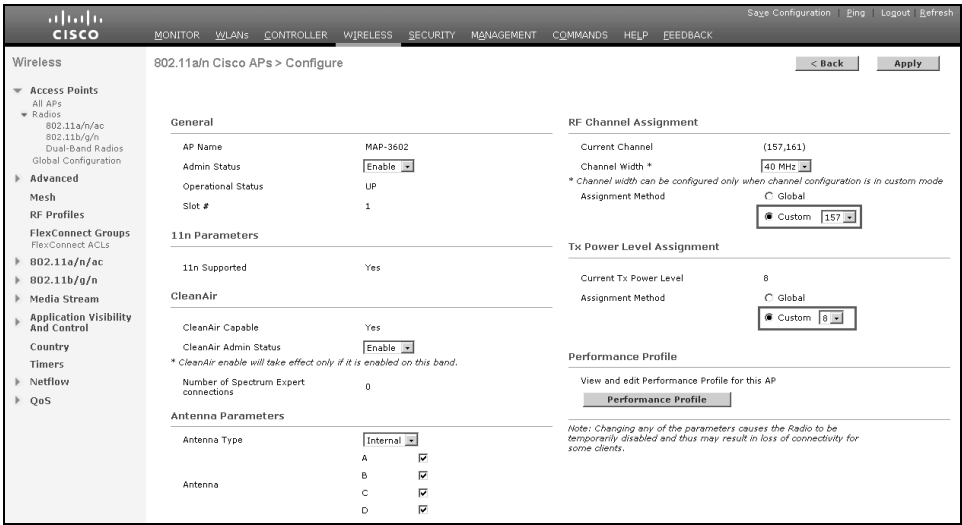 Save Configuration | Ping | Logout | Refresh
CISCO
MONITOR WLANs CONTROLLER WIRELESS SECURITY MANAGEMENT COMMANDS HELP FEEDBACK
Wireless
Access Points
All APs
Radios
802.11a/n/ac
802.11b/g/n
Dual-Band Radios
Global Configuration
Advanced
Mesh
RF Profiles
FlexConnect Groups
FlexConnect ACLs
802.11a/n/ac
802.11b/g/n
Media Stream
Application Visibility
And Control
Country
Timers
Netflow
QoS
802.11a/n Cisco APs > Configure
< Back
Apply
General
AP Name MAP-3602
Admin Status Enable
Operational Status UP
Slot # 1
11n Parameters
11n Supported Yes
CleanAir
CleanAir Capable Yes
CleanAir Admin Status Enable
* CleanAir enable will take effect only if it is enabled on this band.
Number of Spectrum Expert
connections 0
Antenna Parameters
Antenna Type Internal
Antenna
A
B
C
D
RF Channel Assignment
Current Channel (157,161)
Channel Width * 40 MHz
* Channel width can be configured only when channel configuration is in custom mode
Assignment Method Global
Custom 157
Tx Power Level Assignment
Current Tx Power Level 8
Assignment Method Global
Custom 8
Performance Profile
View and edit Performance Profile for this AP
Performance Profile
Note: Changing any of the parameters causes the Radio to be
temporarily disabled and thus may result in loss of connectivity for
some clients.